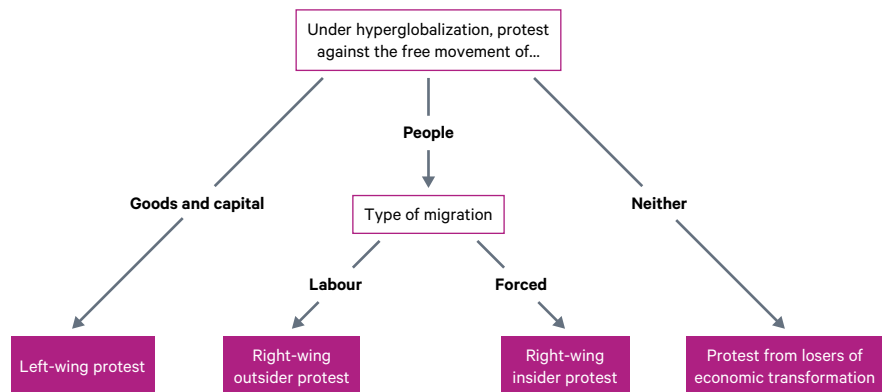 Under hyperglobalization, protest
against the free movement of...
People
Goods and capital
Type of migration
Neither
Labour
Forced
Left-wing protest
Right-wing
outsider protest
Right-wing
insider protest
Protest from losers of
economic transformation